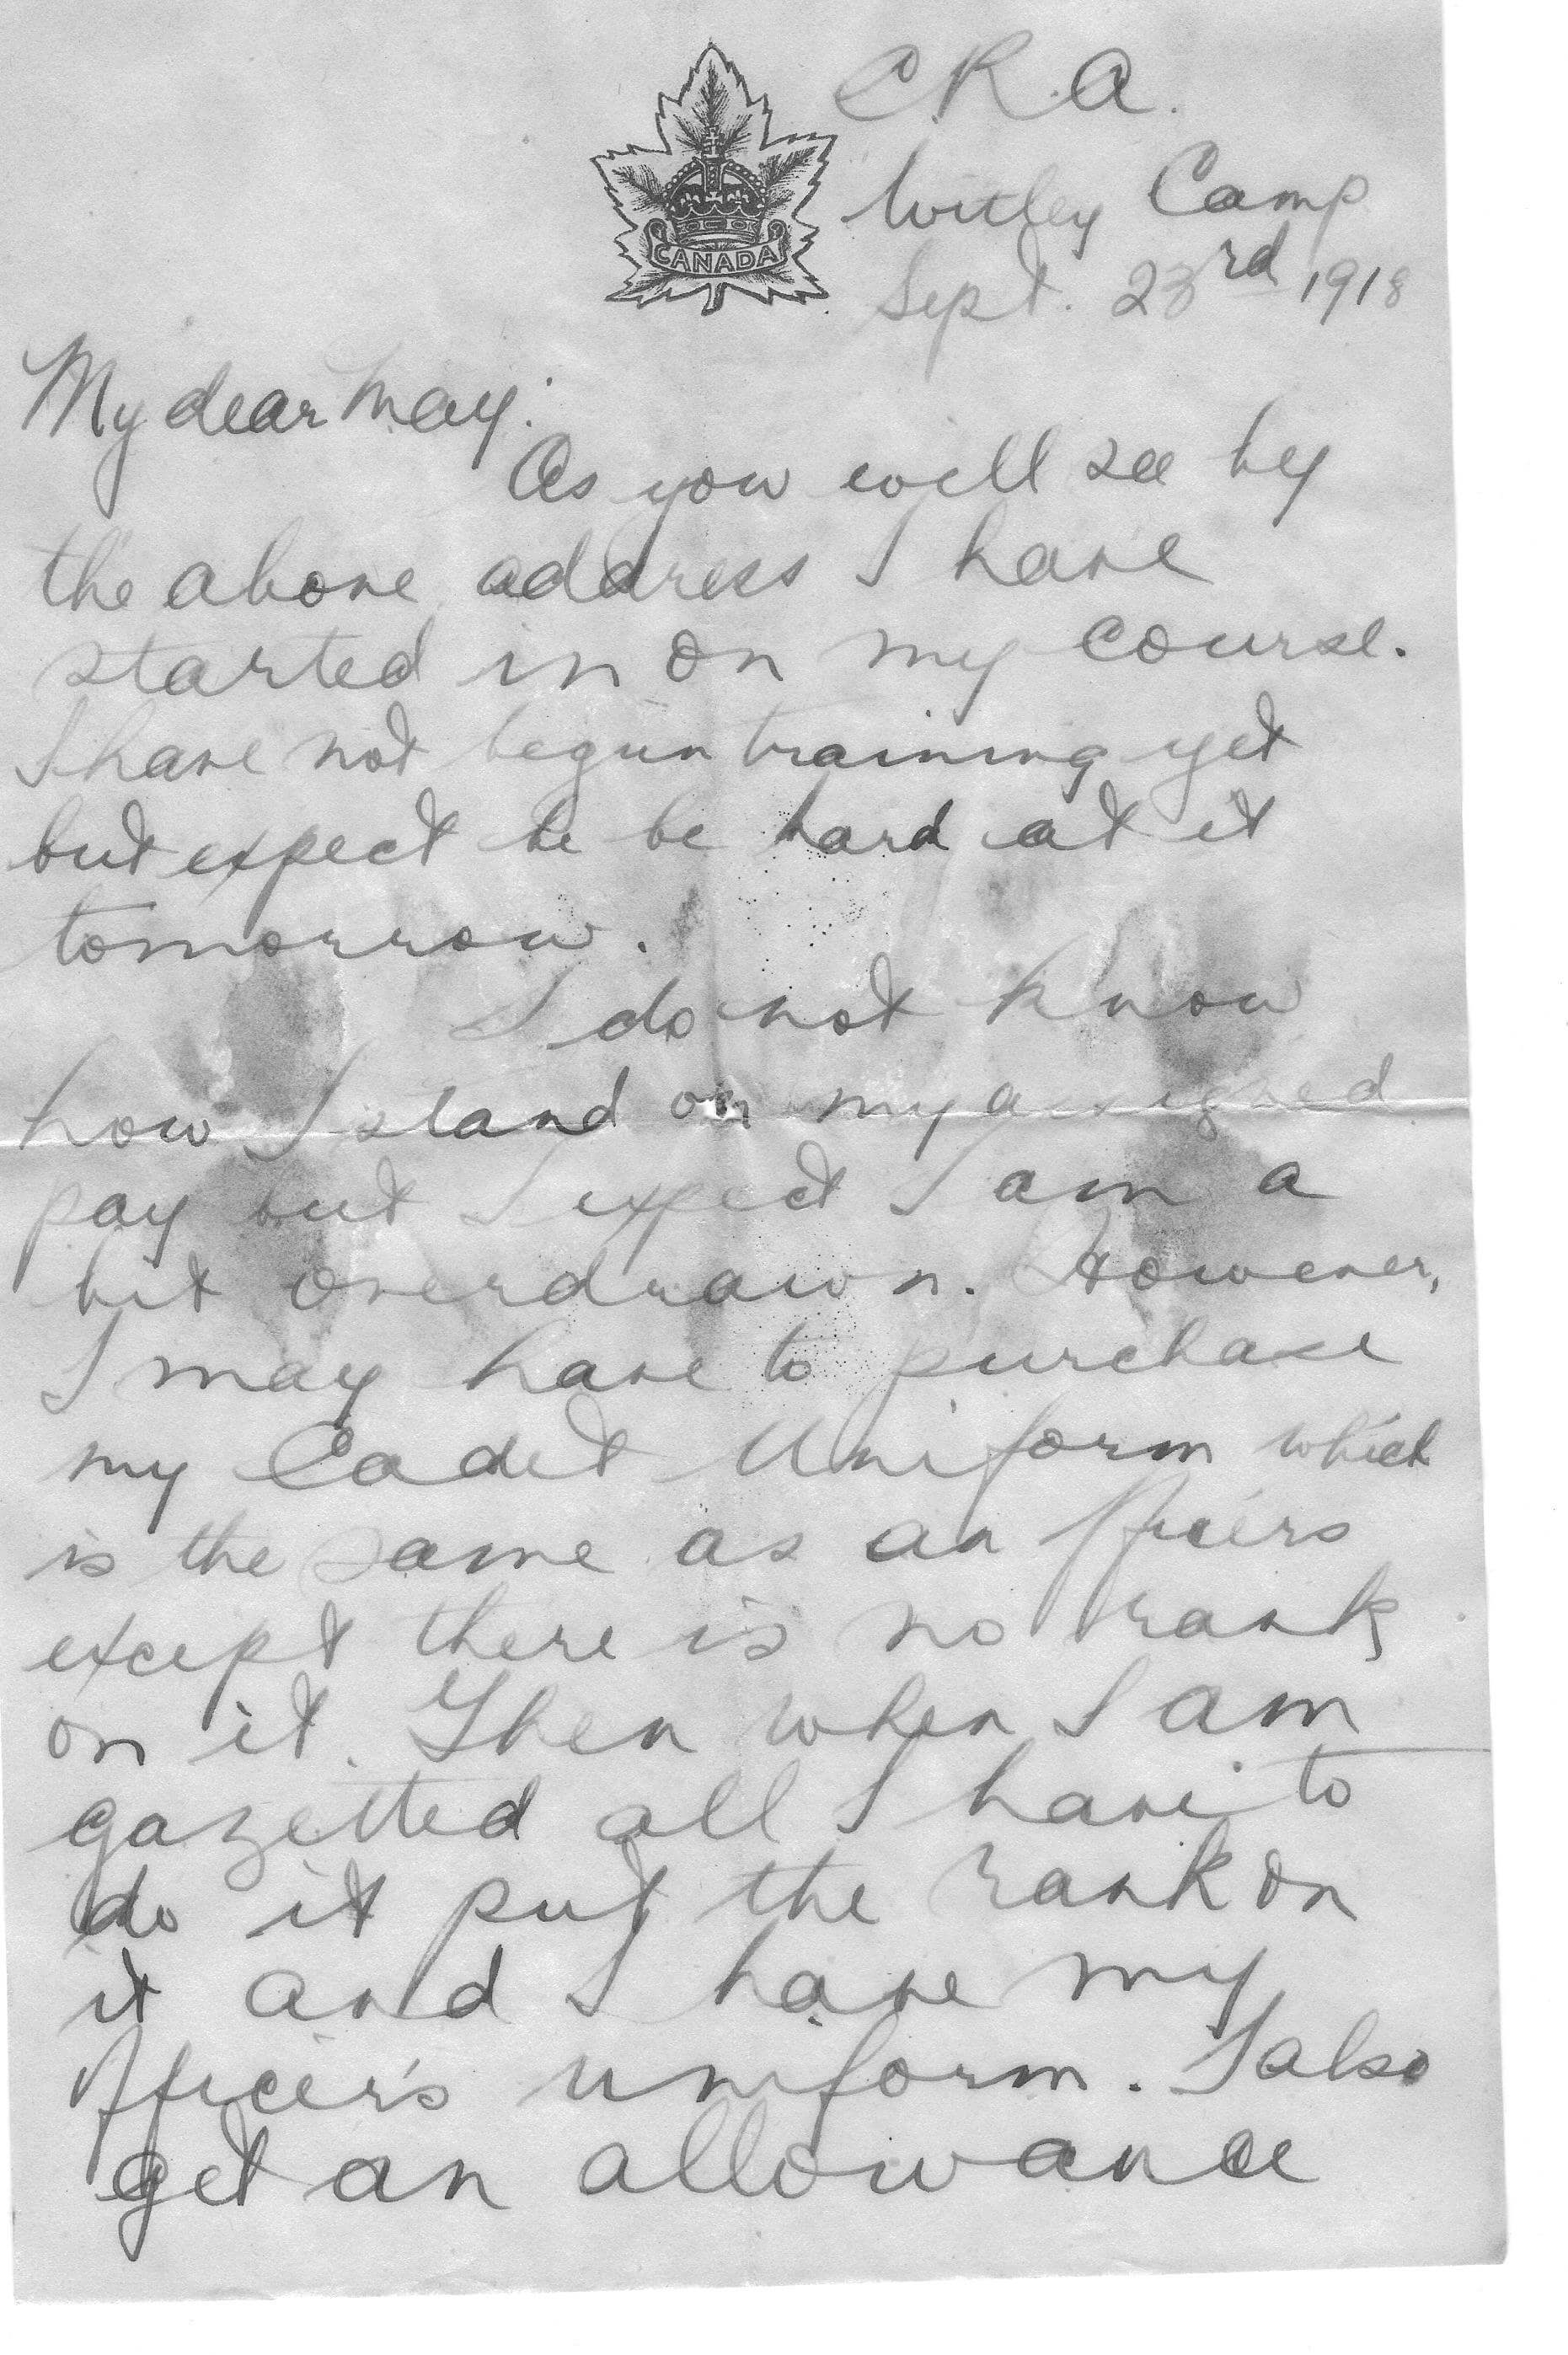 C.R.A.
CANADA
Witley Camp
Sept. 23rd 1918
My dear May:
As you will see by
the above address I have
started in on my course.
I have not begun training yet
but expect to be hard at it
tomorrow.
I do not know
how I stand on my assigned
pay but I expect I am a
bit overdrawn. However,
I may have to purchase
my Cadet Uniform which
is the same as an officers
except there is no rank
on it. Then when I am
gazetted all I have to
do it put the rank on
it and I have my
officer's uniform. I also
get an allowance